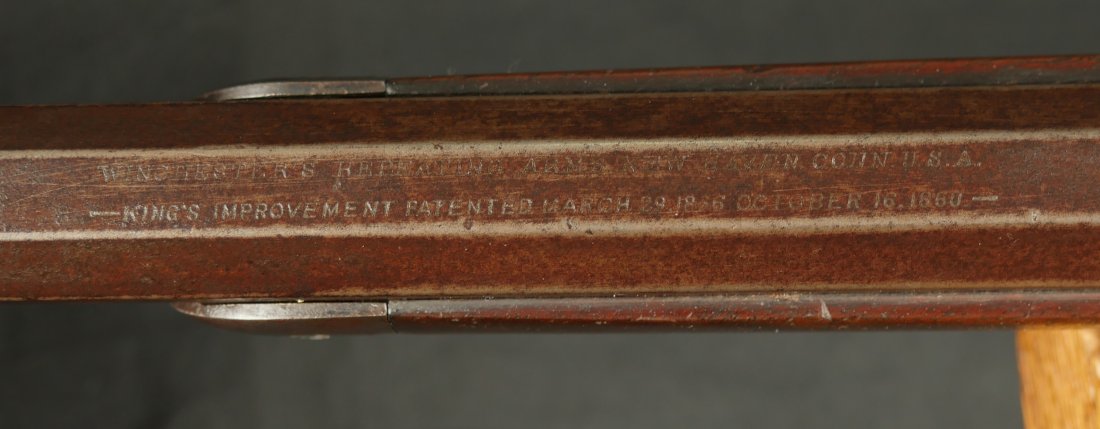 WINCHESTER'S REPEATING ARMS. NEW HAVEN. CONN. U.S.A.
—KING'S IMPROVEMENT PATENTED MARCH 29. 1866. OCTOBER 16. 1860.—